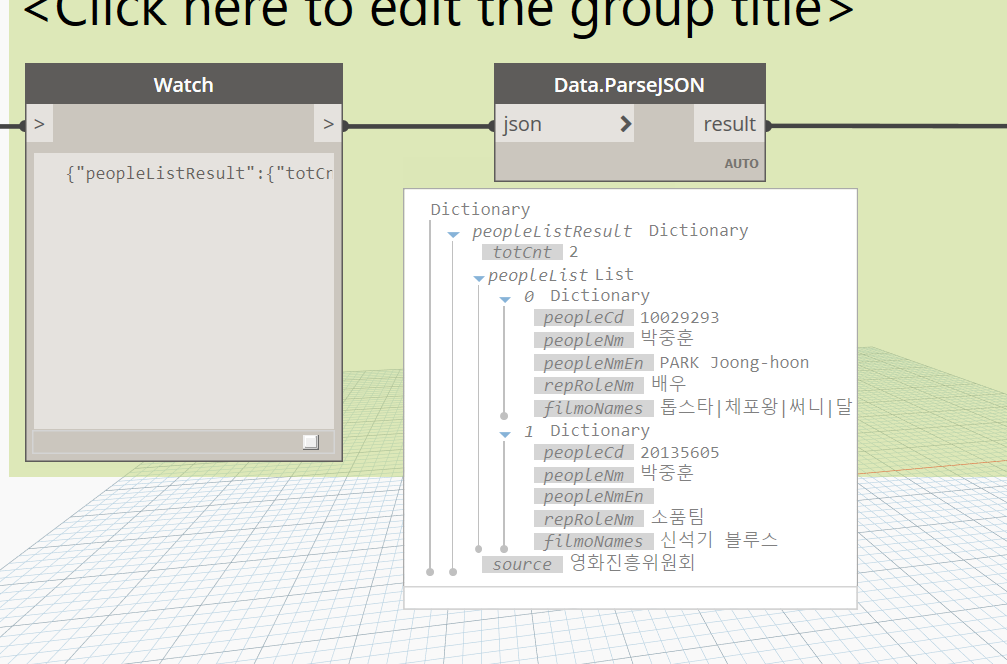 <Click here to edit the group title>
Watch
Data.ParseJSON
> >
json result
AUTO
{"peopleListResult":{"totCr
Dictionary
peopleListResult Dictionary
totCnt 2
peopleList List
0 Dictionary
peopleCd 10029293
peopleNm 박중훈
peopleNmEn PARK Joong-hoon
repRoleNm 배우
filmoNames 톱스타|체포왕|써니|달
1 Dictionary
peopleCd 20135605
peopleNm 박중훈
peopleNmEn
repRoleNm 소품팀
filmoNames 신석기 블루스
source 영화진흥위원회